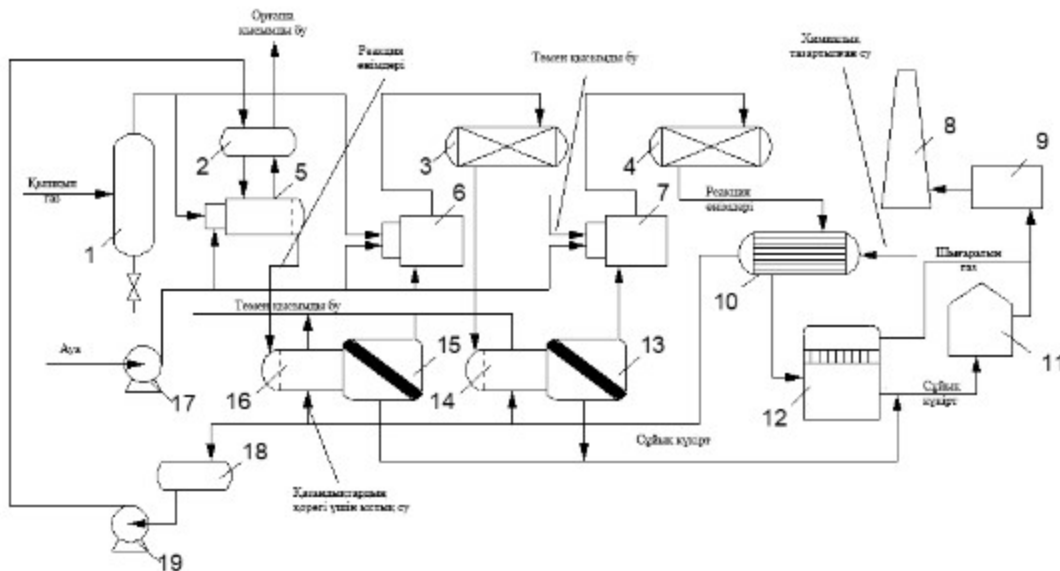 Орташа
қысымды бу
Реакция
өнімдері
Төмен қысымды бу
Химиялық
тазартылған су
8
9
3
4
2
5
6
7
Қышқыл
газ
1
Реакция
өнімдері
10
Шығарылатын
газ
Төмен қысымды бу
Ауа
17
16
15
14
13
12
11
Сұйық
күкірт
Сұйық күкірт
18
Қазандықтардың
қорегі үшін ыстық су
19